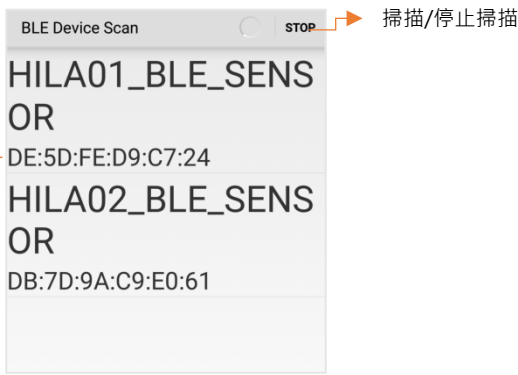 BLE Device Scan
STOP
掃描/停止掃描
HILA01_BLE_SENS
OR
DE:5D:FE:D9:C7:24
HILA02_BLE_SENS
OR
DB:7D:9A:C9:E0:61